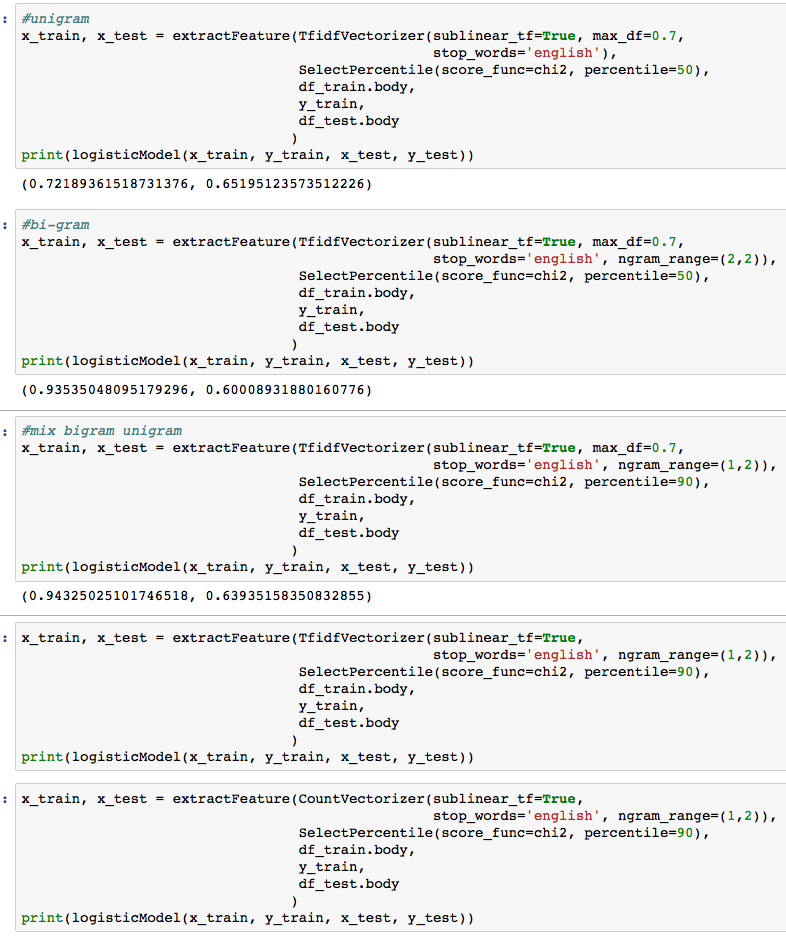 : #unigram
x_train, x_test = extractFeature(TfidfVectorizer(sublinear_tf=True, max_df=0.7,
stop_words='english'),
SelectPercentile(score_func=chi2, percentile=50),
df_train.body,
y_train,
df_test.body
)
print(logisticModel(x_train, y_train, x_test, y_test))
(0.72189361518731376, 0.65195123573512226)
: #bi-gram
x_train, x_test = extractFeature(TfidfVectorizer(sublinear_tf=True, max_df=0.7,
stop_words='english', ngram_range=(2,2)),
SelectPercentile(score_func=chi2, percentile=50),
df_train.body,
y_train,
df_test.body
)
print(logisticModel(x_train, y_train, x_test, y_test))
(0.93535048095179296, 0.60008931880160776)
: #mix bigram unigram
x_train, x_test = extractFeature(TfidfVectorizer(sublinear_tf=True, max_df=0.7,
stop_words='english', ngram_range=(1,2)),
SelectPercentile(score_func=chi2, percentile=90),
df_train.body,
y_train,
df_test.body
)
print(logisticModel(x_train, y_train, x_test, y_test))
(0.94325025101746518, 0.63935158350832855)
: x_train, x_test = extractFeature(TfidfVectorizer(sublinear_tf=True,
stop_words='english', ngram_range=(1,2)),
SelectPercentile(score_func=chi2, percentile=90),
df_train.body,
y_train,
df_test.body
)
print(logisticModel(x_train, y_train, x_test, y_test))
: x_train, x_test = extractFeature(CountVectorizer(sublinear_tf=True,
stop_words='english', ngram_range=(1,2)),
SelectPercentile(score_func=chi2, percentile=90),
df_train.body,
y_train,
df_test.body
)
print(logisticModel(x_train, y_train, x_test, y_test))